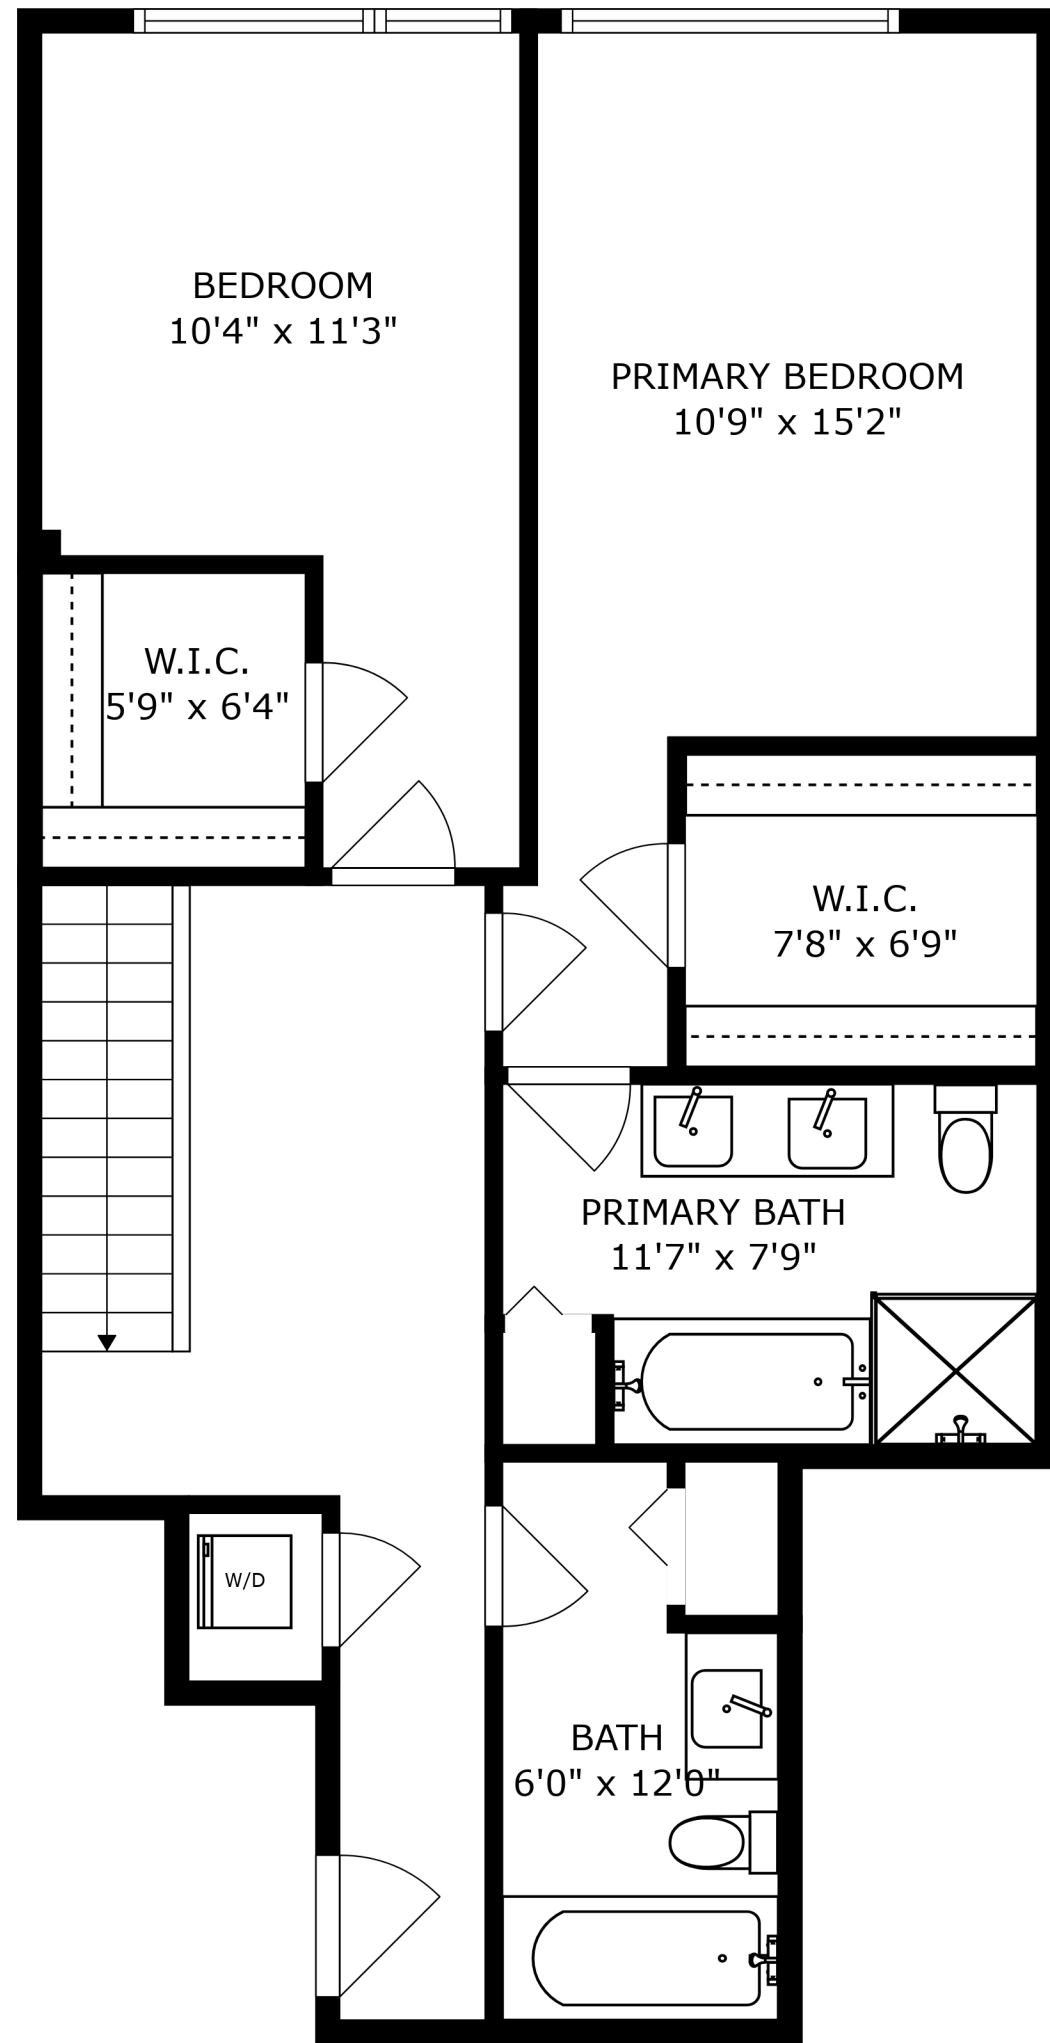 BEDROOM
10'4" x 11'3"
PRIMARY BEDROOM
10'9" x 15'2"
W.I.C.
5'9" x 6'4"
W.I.C.
7'8" x 6'9"
PRIMARY BATH
11'7" x 7'9"
W/D
BATH
6'0" x 12'0"